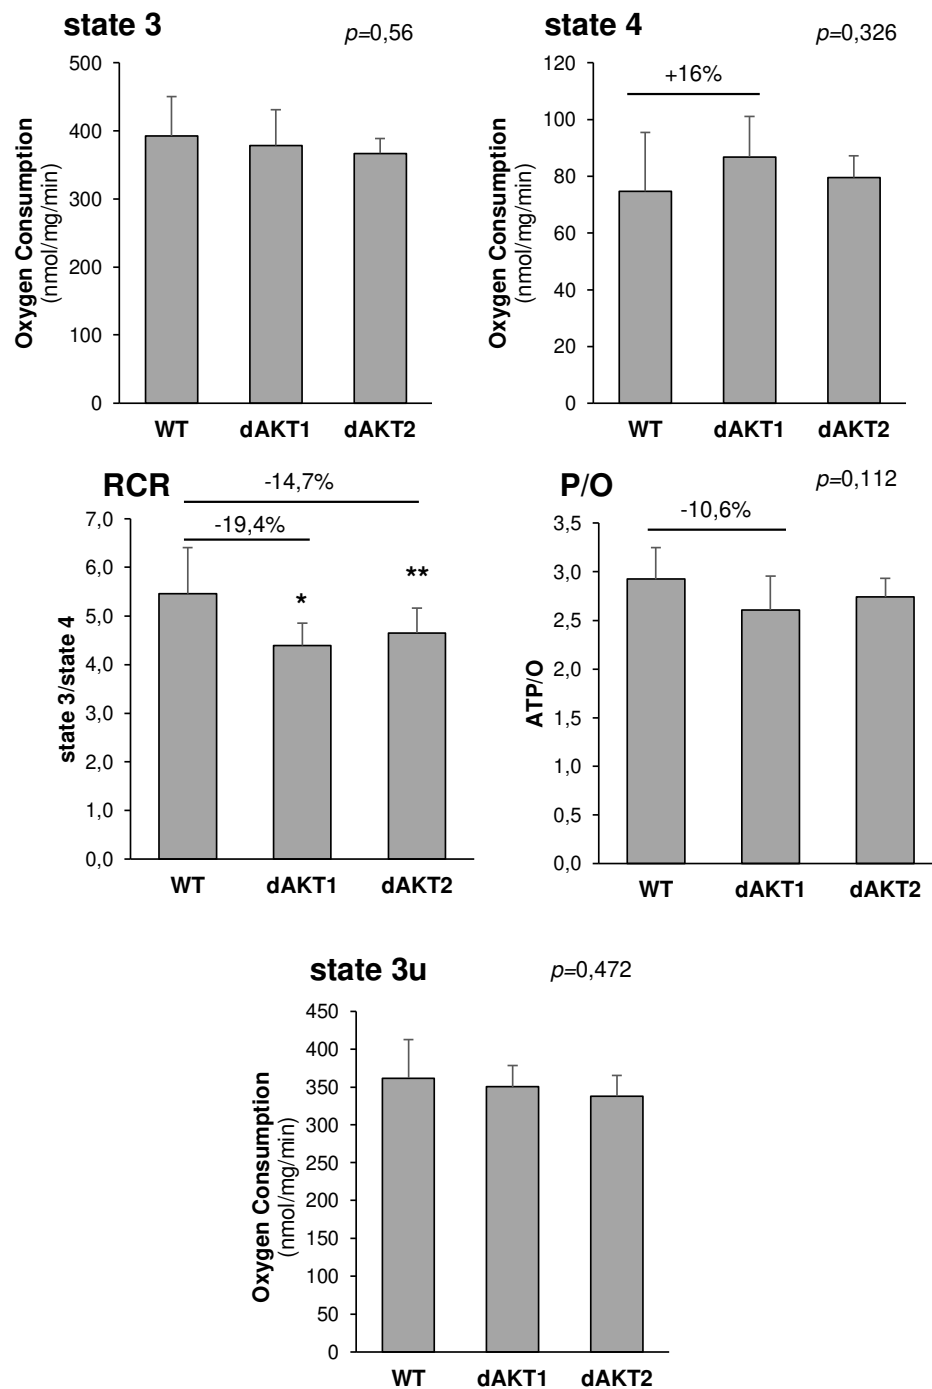 state 3
p=0,56
Oxygen Consumption
(nmol/mg/min)
500
400
300
200
100
0
WT dAKT1 dAKT2
state 4
p=0,326
+16%
Oxygen Consumption
(nmol/mg/min)
120
100
80
60
40
20
0
WT dAKT1 dAKT2
RCR
-14,7%
-19,4%
state 3/state 4
7,0
6,0
5,0
4,0
3,0
2,0
1,0
0,0
*
**
WT dAKT1 dAKT2
P/O
p=0,112
-10,6%
ATP/O
3,5
3,0
2,5
2,0
1,5
1,0
0,5
0,0
WT dAKT1 dAKT2
state 3u
p=0,472
Oxygen Consumption
(nmol/mg/min)
450
400
350
300
250
200
150
100
50
0
WT dAKT1 dAKT2